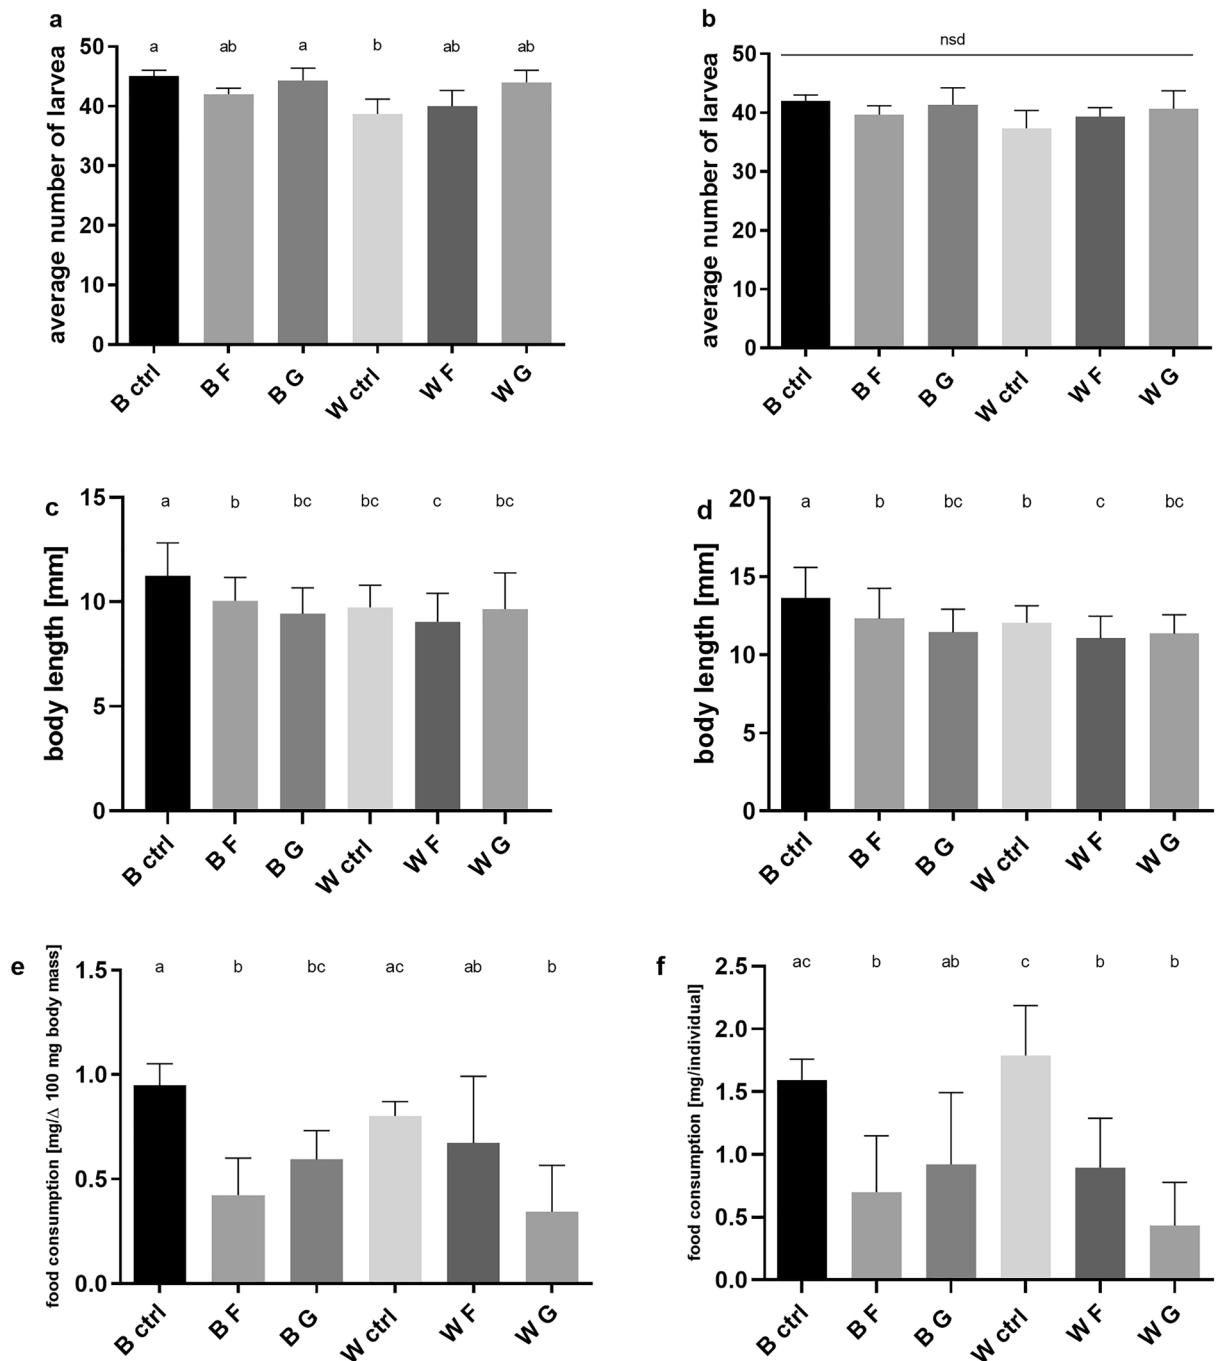 a
average number of larvea
50
40
30
20
10
0
a ab a b ab ab
B ctrl B F B G W ctrl W F W G
b
average number of larvea
50
40
30
20
10
0
nsd
B ctrl B F B G W ctrl W F W G
c
body length [mm]
15
10
5
0
a b bc bc c bc
B ctrl B F B G W ctrl W F W G
d
body length [mm]
20
15
10
5
0
a b bc b c bc
B ctrl B F B G W ctrl W F W G
e
food consumption [mg/Δ 100 mg body mass]
1.5
1.0
0.5
0.0
a b bc ac ab b
B ctrl B F B G W ctrl W F W G
f
food consumption [mg/individual]
2.5
2.0
1.5
1.0
0.5
0.0
ac b ab c b b
B ctrl B F B G W ctrl W F W G